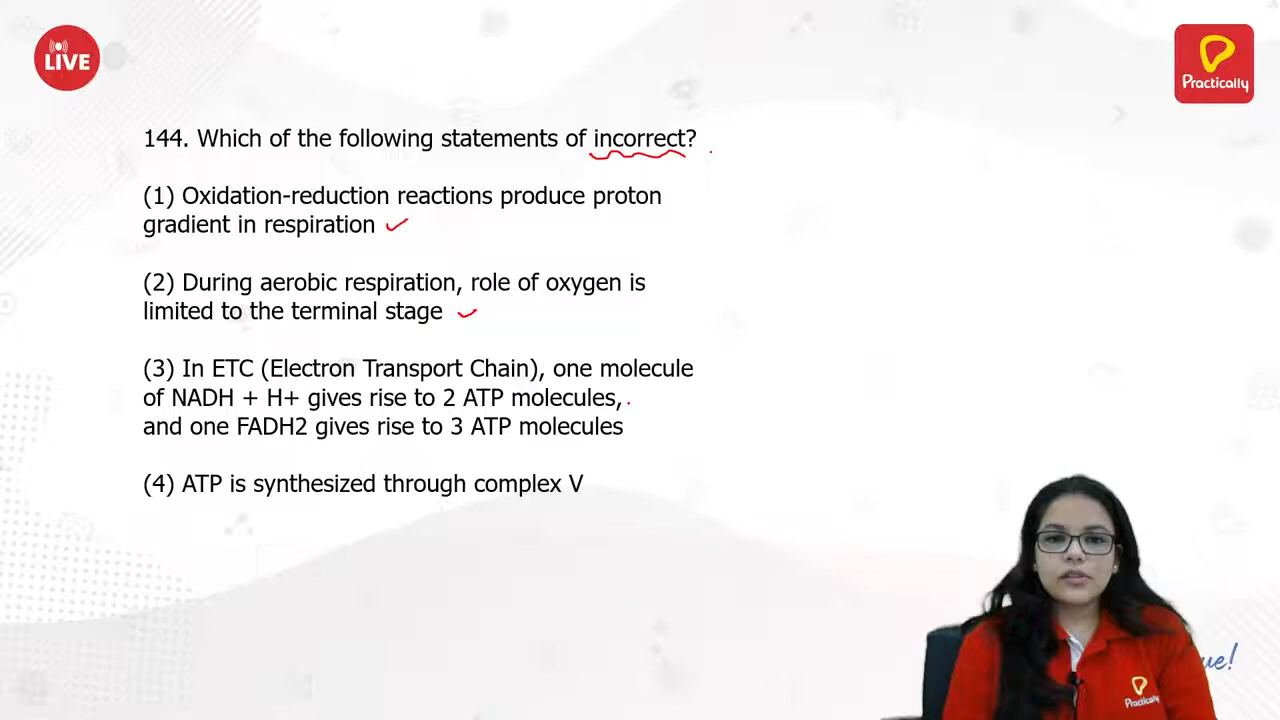 LIVE
Practically
144. Which of the following statements of incorrect?
(1) Oxidation-reduction reactions produce proton
gradient in respiration
(2) During aerobic respiration, role of oxygen is
limited to the terminal stage
(3) In ETC (Electron Transport Chain), one molecule
of NADH + H+ gives rise to 2 ATP molecules,
and one FADH2 gives rise to 3 ATP molecules
(4) ATP is synthesized through complex V
Practically